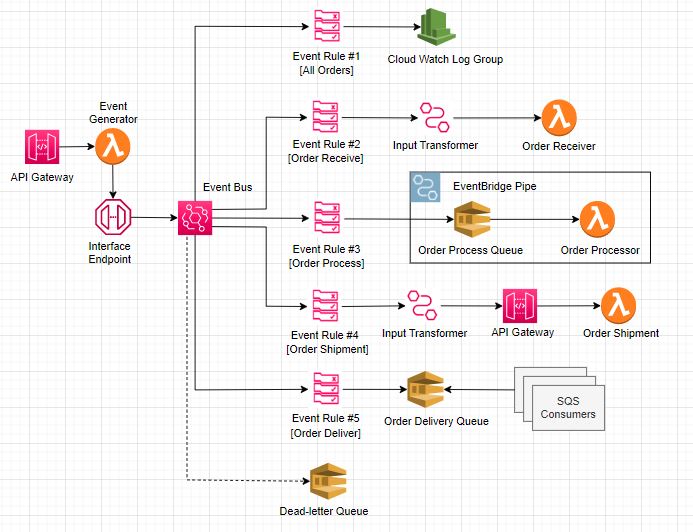 Event Rule #1
[All Orders]
Cloud Watch Log Group
Event
Generator
API Gateway
Event Rule #2
[Order Receive]
Input Transformer
Order Receiver
Event Bus
EventBridge Pipe
Interface
Endpoint
Event Rule #3
[Order Process]
Order Process Queue
Order Processor
Event Rule #4
[Order Shipment]
Input Transformer
API Gateway
Order Shipment
Event Rule #5
[Order Deliver]
Order Delivery Queue
SQS
Consumers
Dead-letter Queue